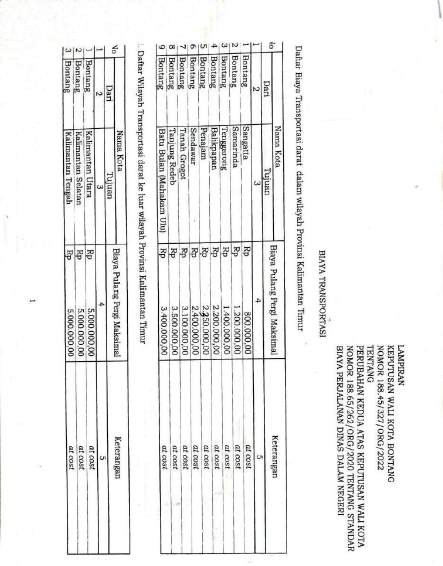 LAMPIRAN
KEPUTUSAN WALI KOTA BONTANG
NOMOR 188.45/327/ORG/2022
TENTANG
PERUBAHAN KEDUA ATAS KEPUTUSAN WALI KOTA
NOMOR 188.65/262/ORG/2020 TENTANG STANDAR
BIAYA PERJALANAN DINAS DALAM NEGERI
BIAYA TRANSPORTASI
Daftar Biaya Transportasi darat dalam wilayah Provinsi Kalimantan Timur
No Nama Kota Biaya Pulang Pergi Maksimal Keterangan
Dari Tujuan
1 2 3 4 5
1 Bontang Sangatta Rp 800.000,00 at cost
2 Bontang Samarinda Rp 1.200.000,00 at cost
3 Bontang Tenggarong Rp 1.400.000,00 at cost
4 Bontang Balikpapan Rp 2.200.000,00 at cost
5 Bontang Penajam Rp 2.250.000,00 at cost
6 Bontang Sendawar Rp 2.400.000,00 at cost
7 Bontang Tanah Grogot Rp 3.100.000,00 at cost
8 Bontang Tanjung Redeb Rp 3.500.000,00 at cost
9 Bontang Batu Bulan (Mahakam Ulu) Rp 3.400.000,00 at cost
Daftar Wilayah Transportasi darat ke luar wilayah Provinsi Kalimantan Timur
No Nama Kota Biaya Pulang Pergi Maksimal Keterangan
Dari Tujuan
1 2 3 4 5
1 Bontang Kalimantan Utara Rp 5.000.000,00 at cost
2 Bontang Kalimantan Selatan Rp 5.000.000,00 at cost
3 Bontang Kalimantan Tengah Rp 5.000.000,00 at cost
1